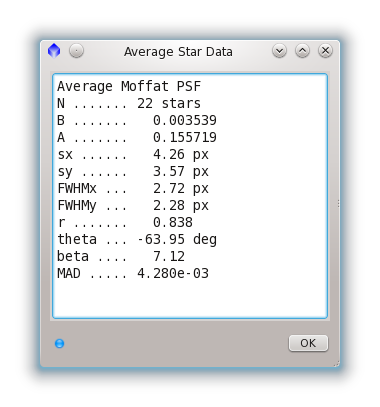 Average Star Data
Average Moffat PSF
N ....... 22 stars
B ....... 0.003539
A ....... 0.155719
sx ...... 4.26 px
sy ...... 3.57 px
FWHMx ... 2.72 px
FWHMy ... 2.28 px
r ....... 0.838
theta ... -63.95 deg
beta .... 7.12
MAD ..... 4.280e-03
OK